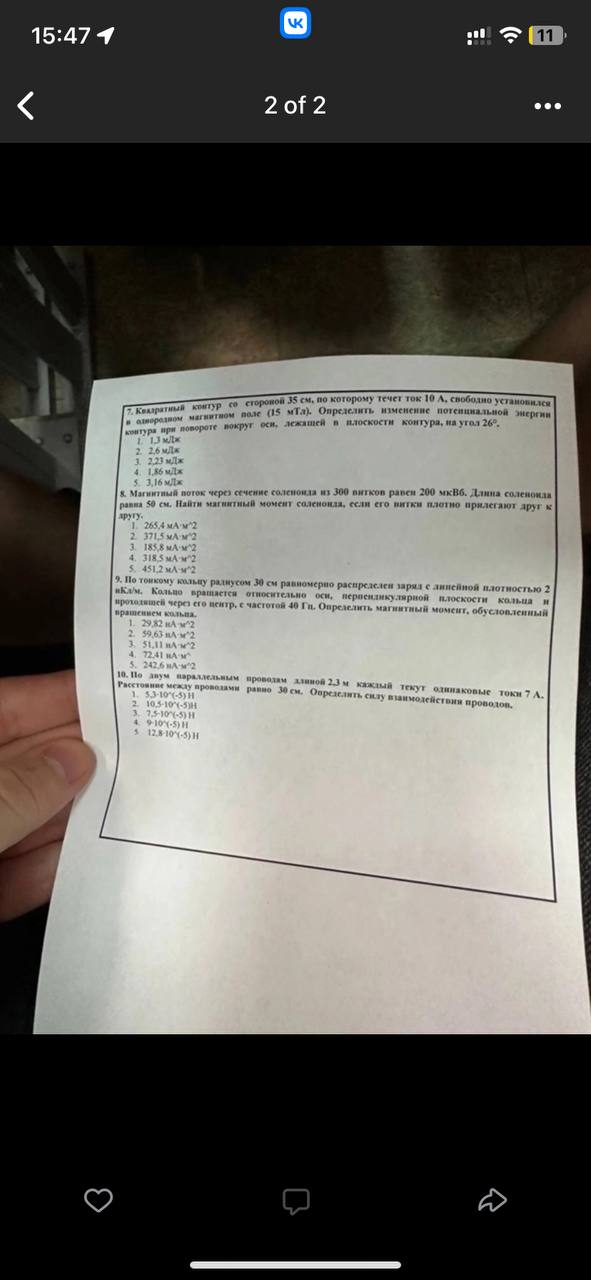 15:47
11
2 of 2
7. Квадратный контур со стороной 35 см, по которому течет ток 10 А, свободно установился
в однородном магнитном поле (15 мТл). Определить изменение потенциальной энергии
контура при повороте вокруг оси, лежащей в плоскости контура, на угол 26°.
1. 1,3 мДж
2. 2,6 мДж
3. 2,23 мДж
4. 1,86 мДж
5. 3,16 мДж
8. Магнитный поток через сечение соленоида из 300 витков равен 200 мкВб. Длина соленоида
равна 50 см. Найти магнитный момент соленоида, если его витки плотно прилегают друг к
другу.
1. 265,4 мА·м^2
2. 371,5 мА·м^2
3. 185,8 мА·м^2
4. 318,5 мА·м^2
5. 451,2 мА·м^2
9. По тонкому кольцу радиусом 30 см равномерно распределен заряд с линейной плотностью 2
нКл/м. Кольцо вращается относительно оси, перпендикулярной плоскости кольца и
проходящей через его центр, с частотой 40 Гц. Определить магнитный момент, обусловленный
вращением кольца.
1. 29,82 нА·м^2
2. 59,63 нА·м^2
3. 51,11 нА·м^2
4. 72,41 нА·м^
5. 242,6 нА·м^2
10. По двум параллельным проводам длиной 2,3 м каждый текут одинаковые токи 7 А.
Расстояние между проводами равно 30 см. Определить силу взаимодействия проводов.
1. 5,3·10^(-5) Н
2. 10,5·10^(-5)Н
3. 7,5·10^(-5) Н
4. 9·10^(-5) Н
5. 12,8·10^(-5) Н